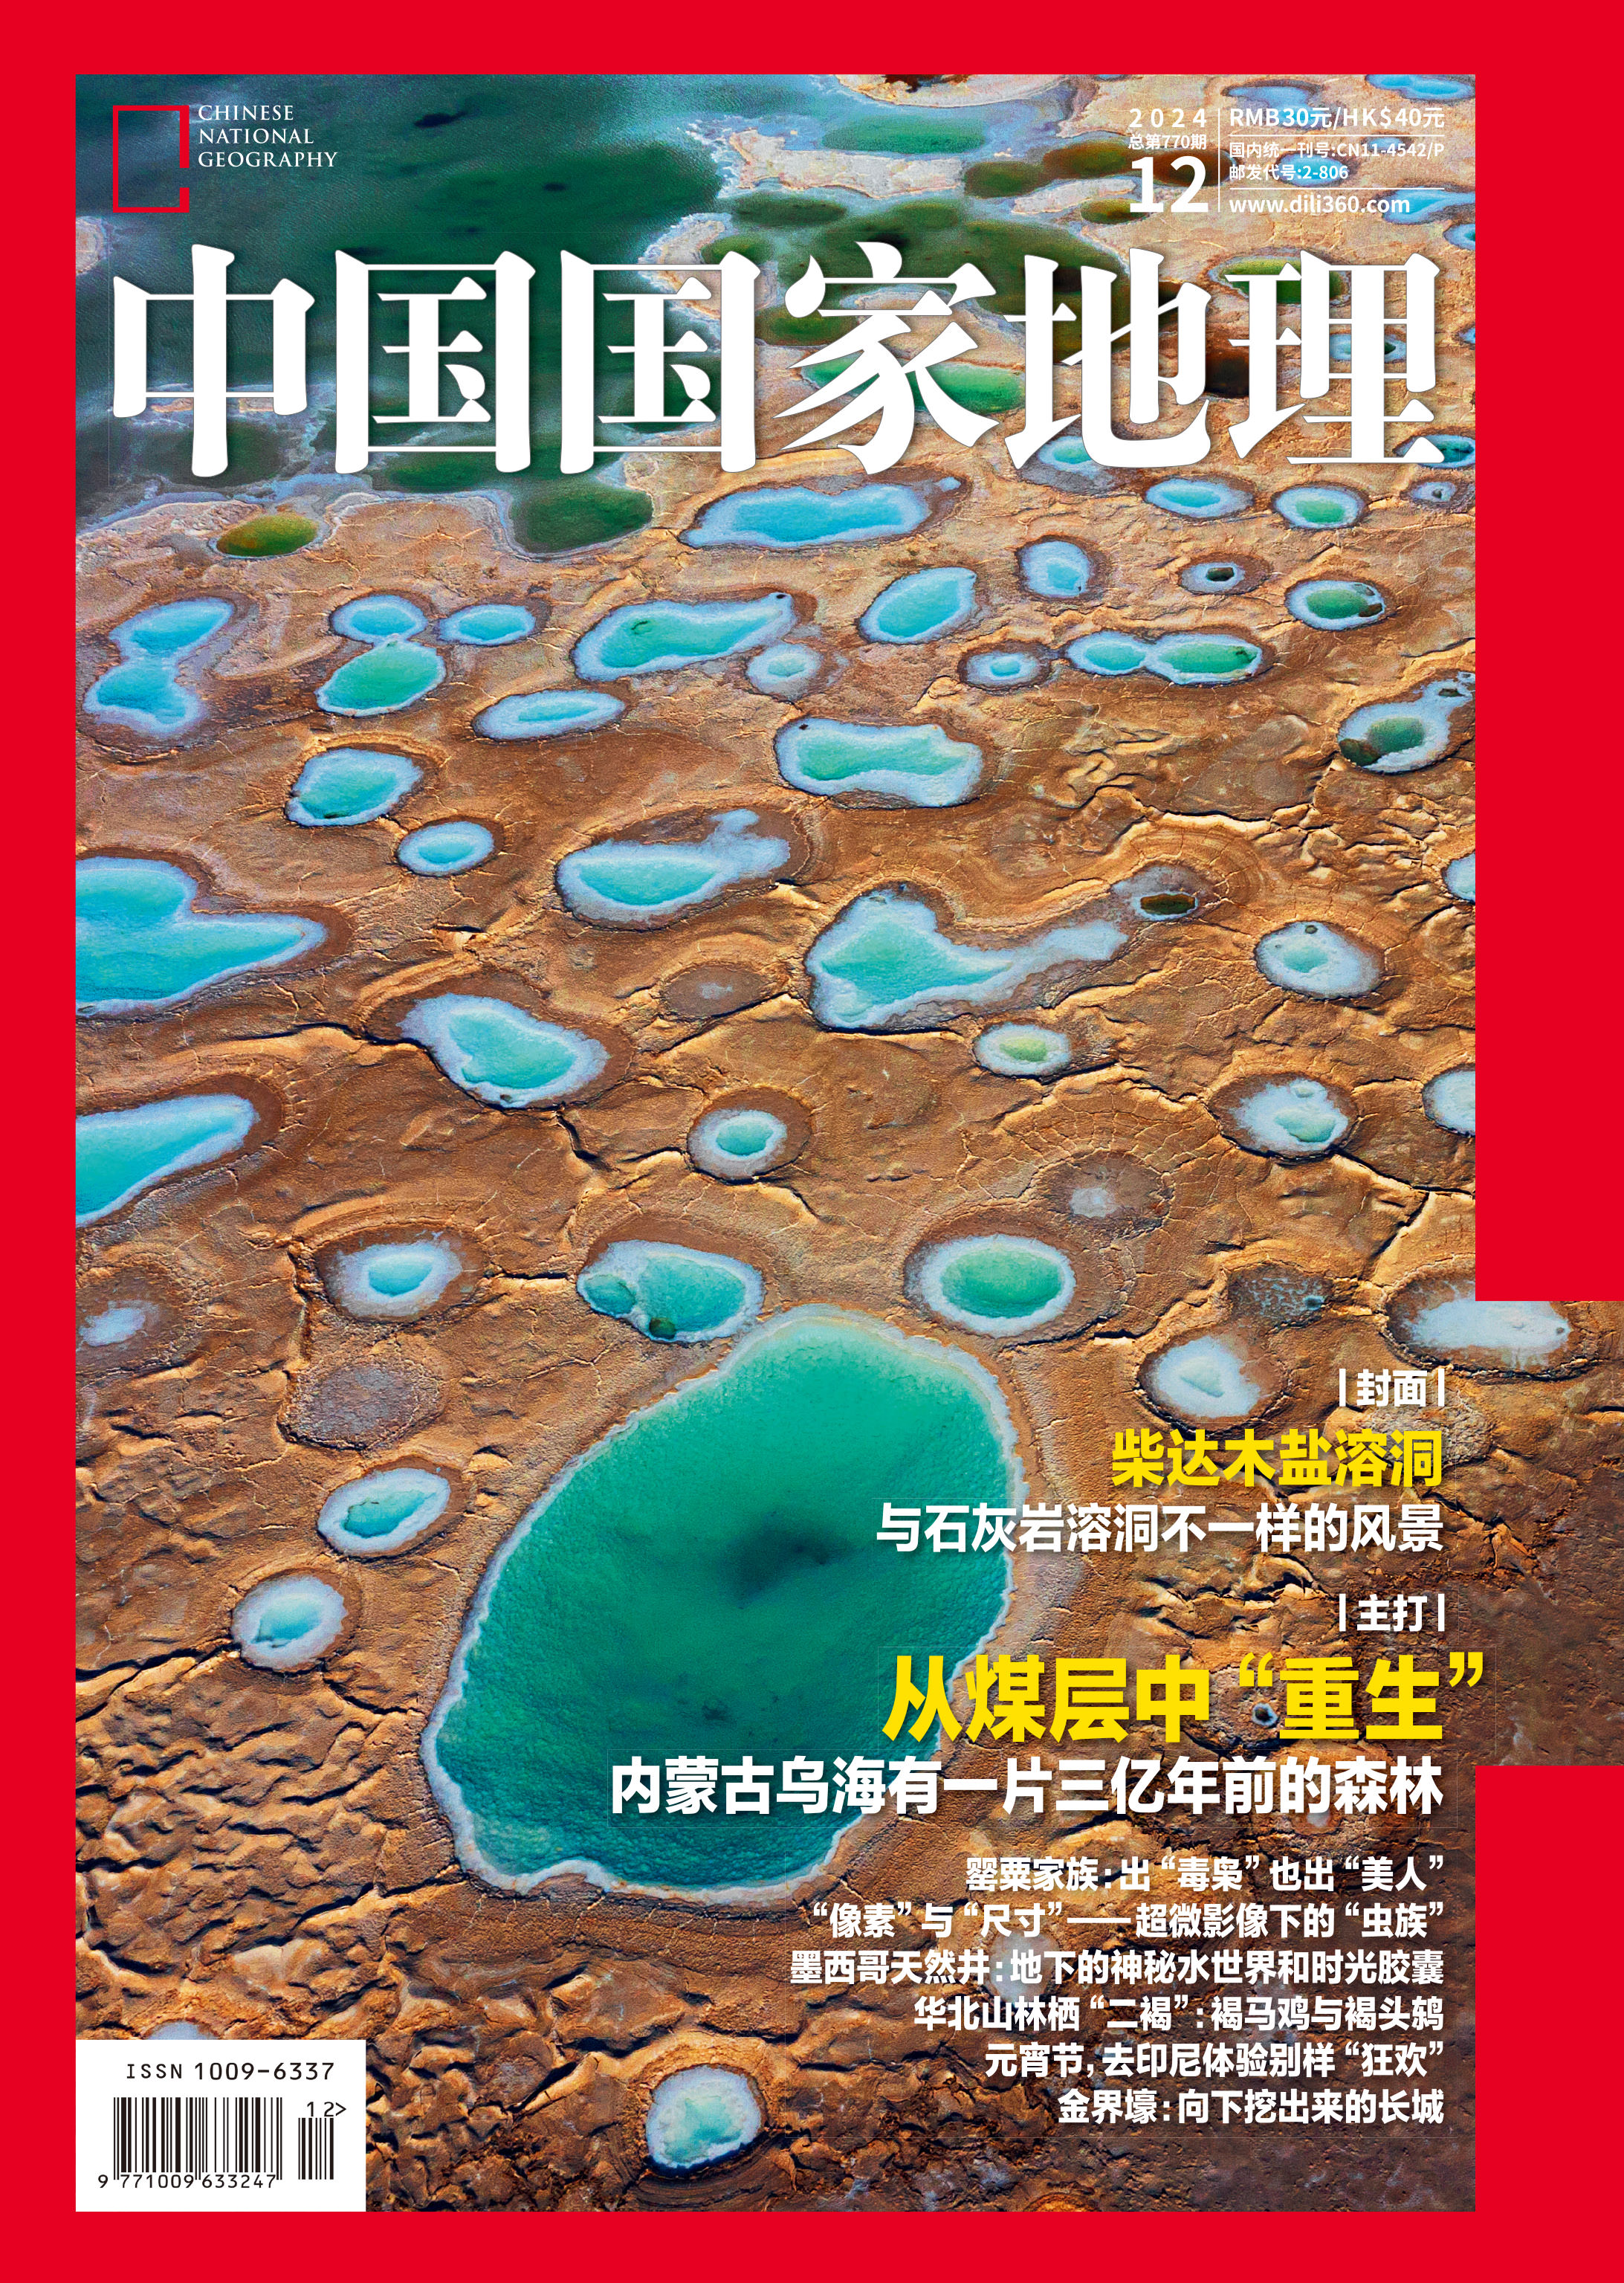 CHINESE
NATIONAL
GEOGRAPHY
2024
总第770期
12
RMB30元/HK$40元
国内统一刊号:CN11-4542/P
邮发代号:2-806
www.dili360.com
中国国家地理
|封面|
柴达木盐溶洞
与石灰岩溶洞不一样的风景
|主打|
从煤层中“重生”
内蒙古乌海有一片三亿年前的森林
罂粟家族:出“毒枭”也出“美人”
“像素”与“尺寸”——超微影像下的“虫族”
墨西哥天然井:地下的神秘水世界和时光胶囊
华北山林栖“二褐”:褐马鸡与褐头鸫
元宵节,去印尼体验别样“狂欢”
金界壕:向下挖出来的长城
ISSN 1009-6337
12>
9 771009 633247